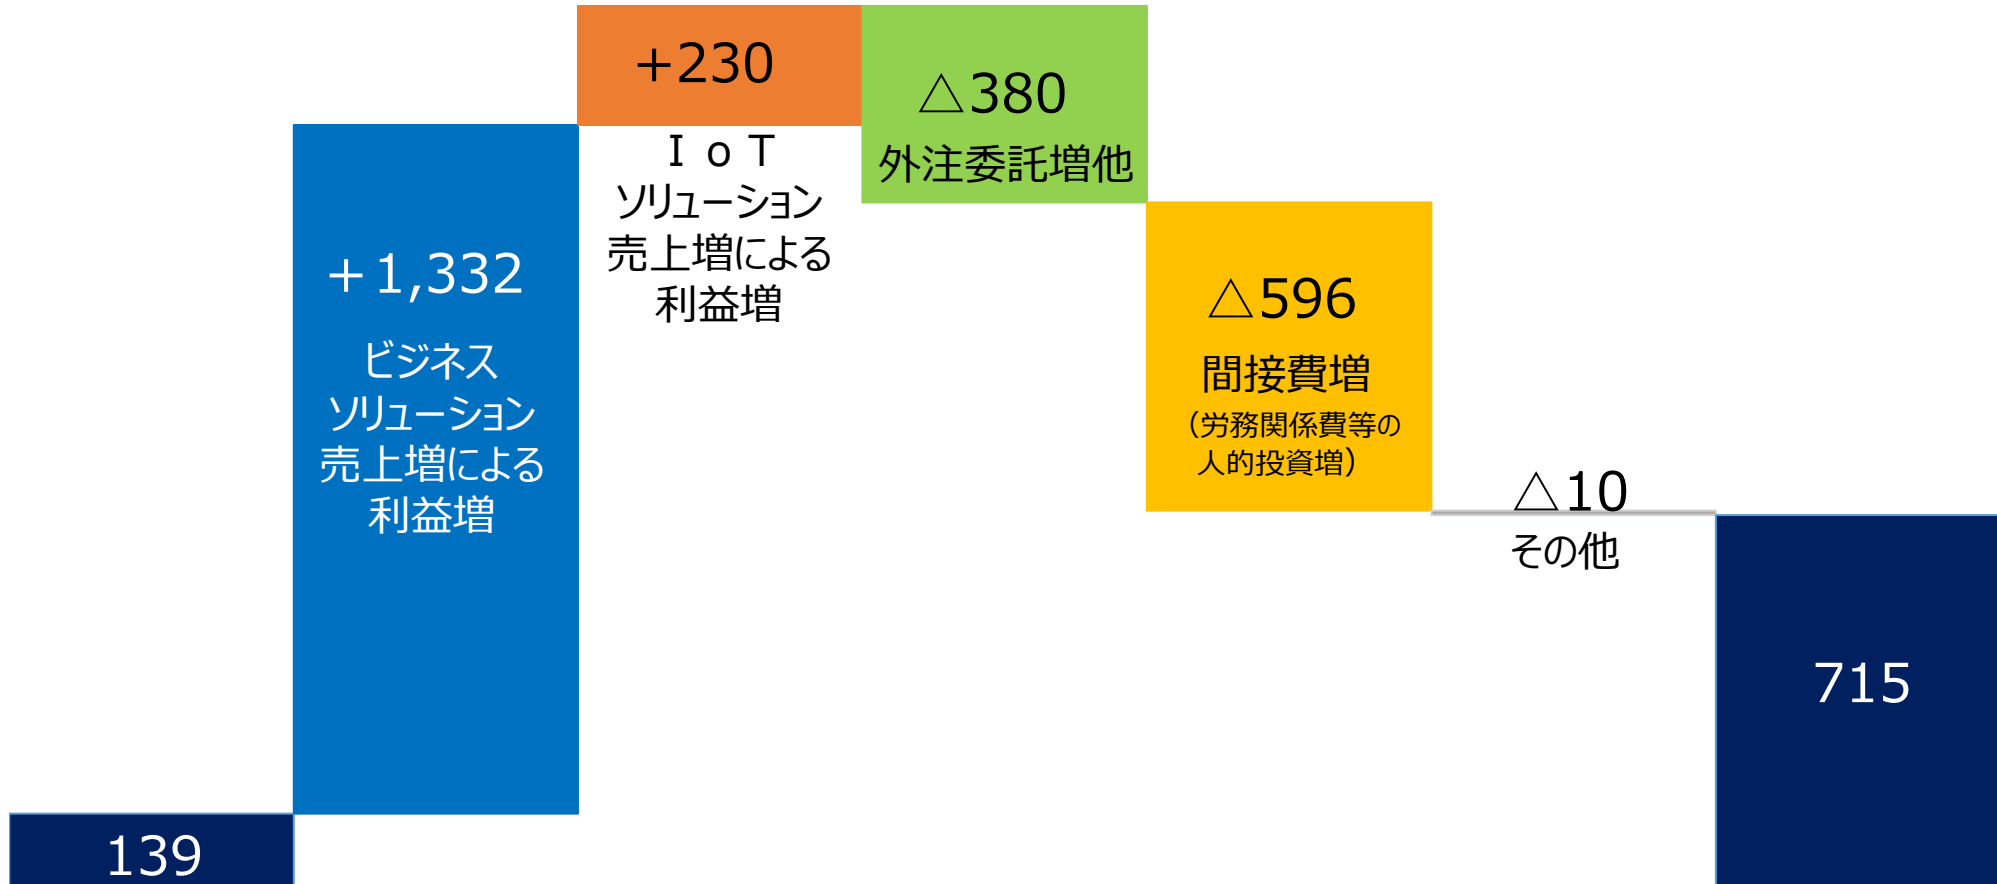 +230
Ｉｏ Ｔ
ソリューション
売上増による
利益増
△380
外注委託増他
+1,332
ビジネス
ソリューション
売上増による
利益増
△596
間接費増
（労務関係費等の
人的投資増）
△10
その他
715
139